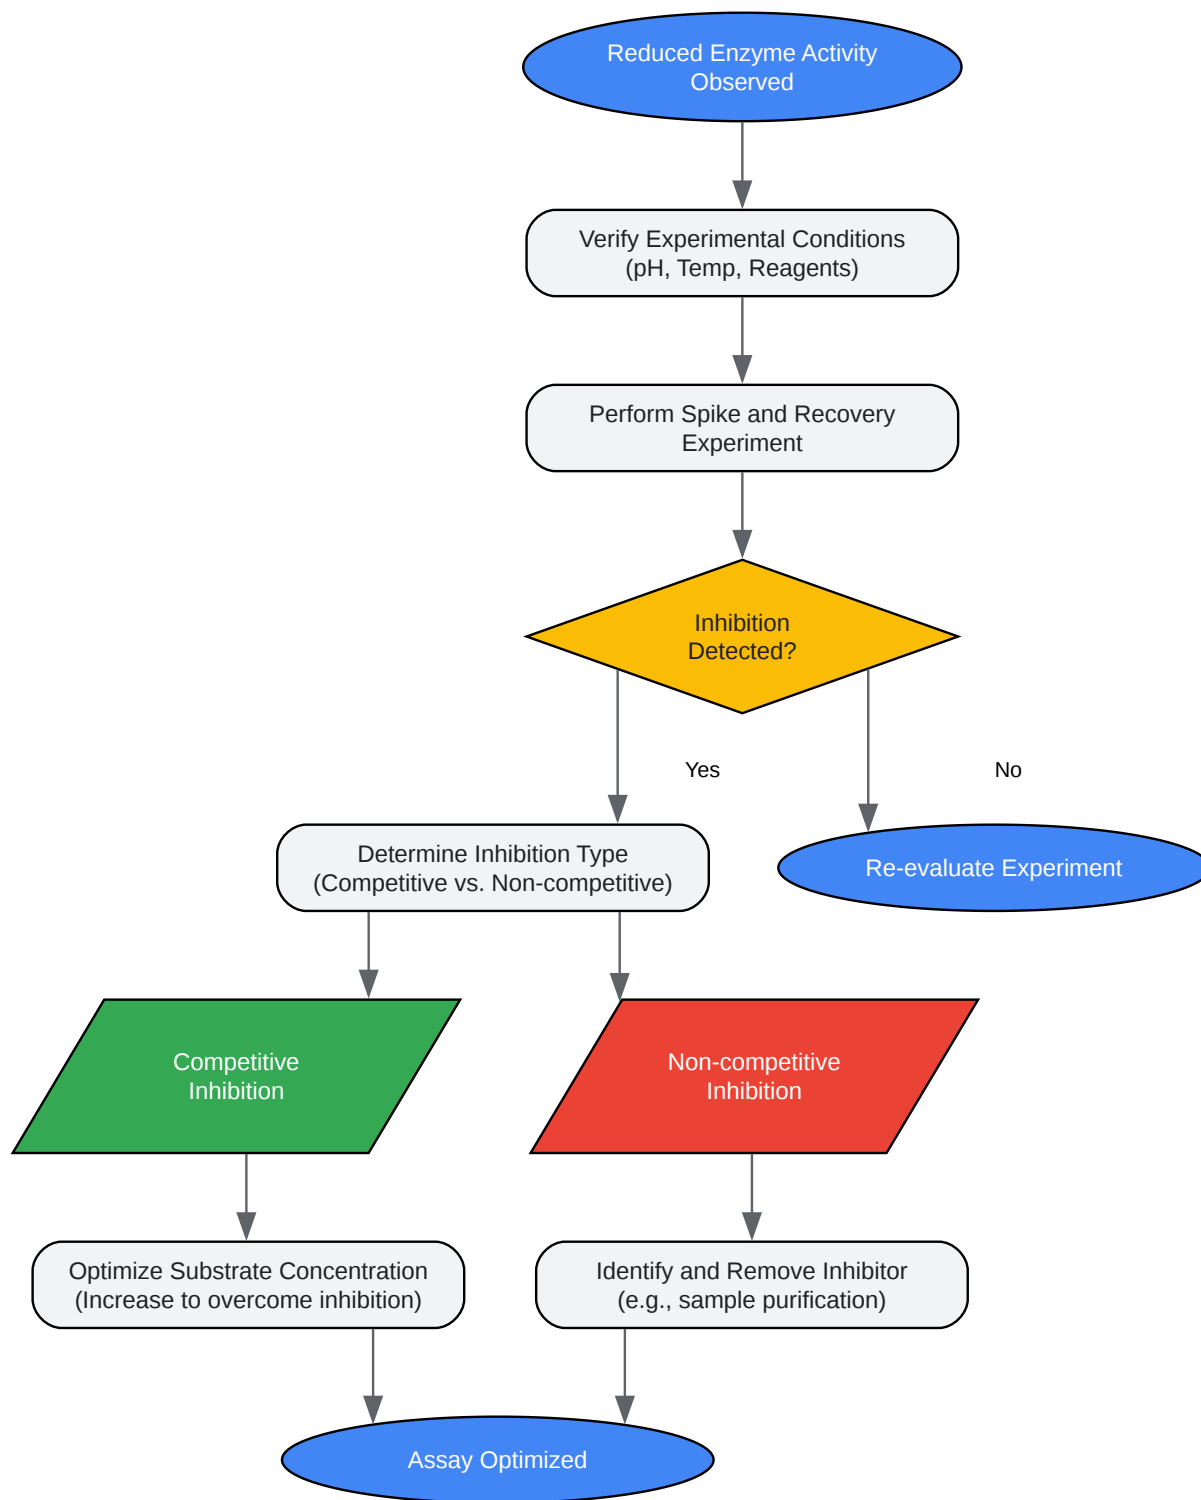 Reduced Enzyme Activity
Observed
Verify Experimental Conditions
(pH, Temp, Reagents)
Perform Spike and Recovery
Experiment
Inhibition
Detected?
Yes
No
Determine Inhibition Type
(Competitive vs. Non-competitive)
Re-evaluate Experiment
Competitive
Inhibition
Non-competitive
Inhibition
Optimize Substrate Concentration
(Increase to overcome inhibition)
Identify and Remove Inhibitor
(e.g., sample purification)
Assay Optimized